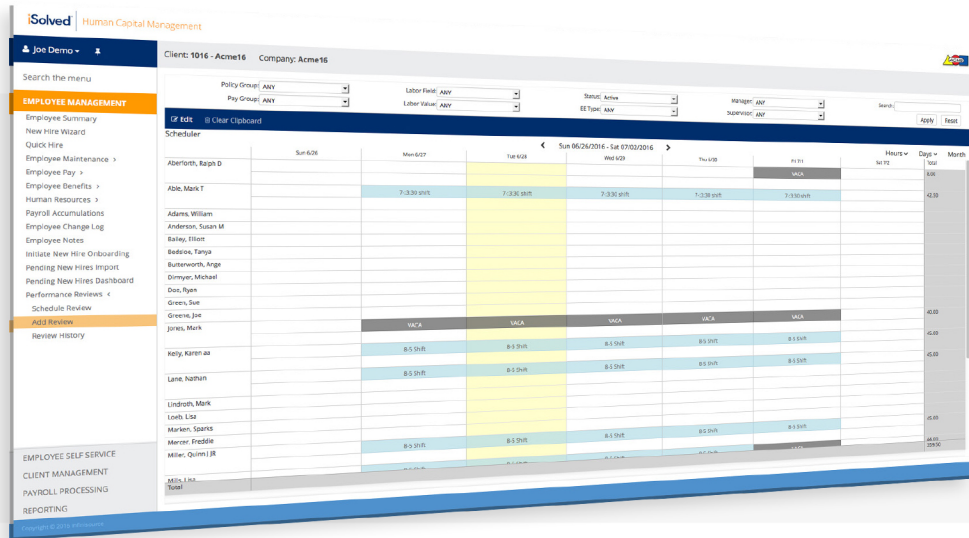 iSolved Human Capital Management
Joe Demo
Client: 1016 - Acme16 Company: Acme16
Search the menu
Policy Group: ANY
Labor Field: ANY
Status: Active
Manager: ANY
Search:
Pay Group: ANY
Labor Value: ANY
EE Type: ANY
Supervisor: ANY
Apply Reset
EMPLOYEE MANAGEMENT
Employee Summary
New Hire Wizard
Quick Hire
Employee Maintenance >
Employee Pay >
Employee Benefits >
Human Resources >
Payroll Accumulations
Employee Change Log
Employee Notes
Initiate New Hire Onboarding
Pending New Hires Import
Pending New Hires Dashboard
Performance Reviews <
Schedule Review
Add Review
Review History
EMPLOYEE SELF SERVICE
CLIENT MANAGEMENT
PAYROLL PROCESSING
REPORTING
Edit Clear Clipboard
Scheduler
< Sun 06/26/2016 - Sat 07/02/2016 >
Hours Days Month
Sun 6/26 Mon 6/27 Tue 6/28 Wed 6/29 Thu 6/30 Fri 7/1 Sat 7/2 Total
Aberforth, Ralph D VACA 8.00
Able, Mark T 7-:3:30 shift 7-:3:30 shift 7-:3:30 shift 7-:3:30 shift 7-:3:30 shift 42.50
Adams, William
Anderson, Susan M
Bailey, Elliott
Bedsloe, Tanya
Butterworth, Ange
Dirmyer, Michael
Doe, Ryan
Green, Sue
Greene, Joe
Jones, Mark VACA VACA VACA VACA VACA 40.00
Kelly, Karen aa 8-5 Shift 8-5 Shift 8-5 Shift 8-5 Shift 8-5 Shift 45.00
Lane, Nathan 8-5 Shift 8-5 Shift 8-5 Shift 8-5 Shift 8-5 Shift 45.00
Lindroth, Mark
Loeb, Lisa
Marken, Sparks
Mercer, Freddie
Miller, Quinn J JR 8-5 Shift 8-5 Shift 8-5 Shift 8-5 Shift 8-5 Shift 45.00
Mills, Lisa
Total